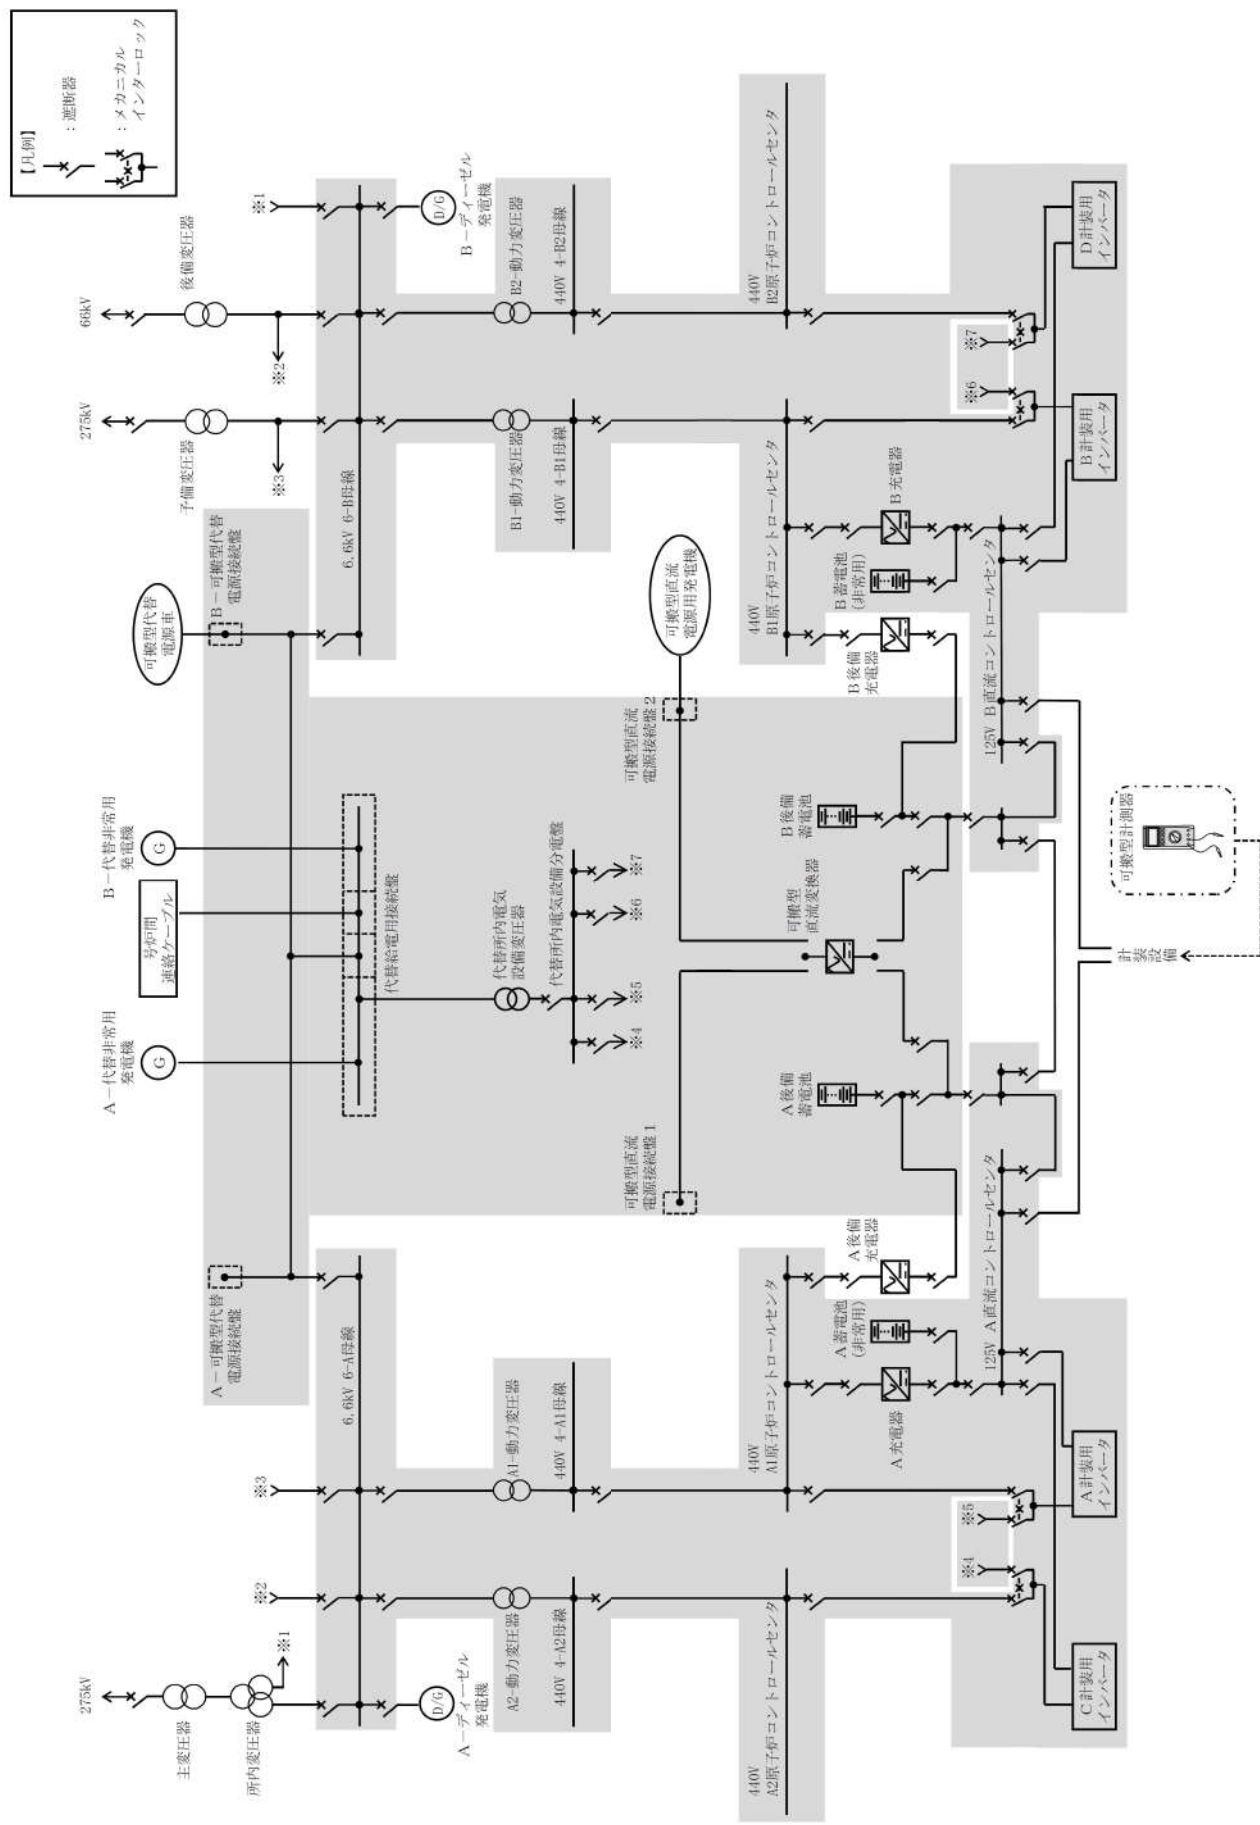 【凡例】
：遮断器
：メカニカル
インターロック
275kV
主変圧器
所内変圧器
※1
※2
※3
A－可搬型代替
電源接続盤
A－代替非常用
発電機
G
号炉間
連絡ケーブル
B－代替非常用
発電機
G
可搬型代替
電源車
B－可搬型代替
電源接続盤
275kV
予備変圧器
※3
66kV
後備変圧器
※2
※1
6.6kV 6-A母線
代替給電用接続盤
6.6kV 6-B母線
D/G
A－ディーゼル
発電機
D/G
B－ディーゼル
発電機
A2-動力変圧器
A1-動力変圧器
代替所内電気
設備変圧器
B1-動力変圧器
B2-動力変圧器
440V 4-A2母線
440V 4-A1母線
代替所内電気設備分電盤
440V 4-B1母線
440V 4-B2母線
※4
※5
※6
※7
可搬型直流
電源接続盤1
可搬型直流
電源接続盤2
可搬型直流
電源用発電機
440V
A2原子炉コントロールセンタ
440V
A1原子炉コントロールセンタ
440V
B1原子炉コントロールセンタ
440V
B2原子炉コントロールセンタ
A後備
蓄電池
可搬型
直流変換器
B後備
蓄電池
A充電器
A蓄電池
(非常用)
A後備
充電器
B後備
充電器
B蓄電池
(非常用)
B充電器
※4
※5
※6
※7
125V A直流コントロールセンタ
125V B直流コントロールセンタ
C計装用
インバータ
A計装用
インバータ
B計装用
インバータ
D計装用
インバータ
計装
設備
可搬型計測器